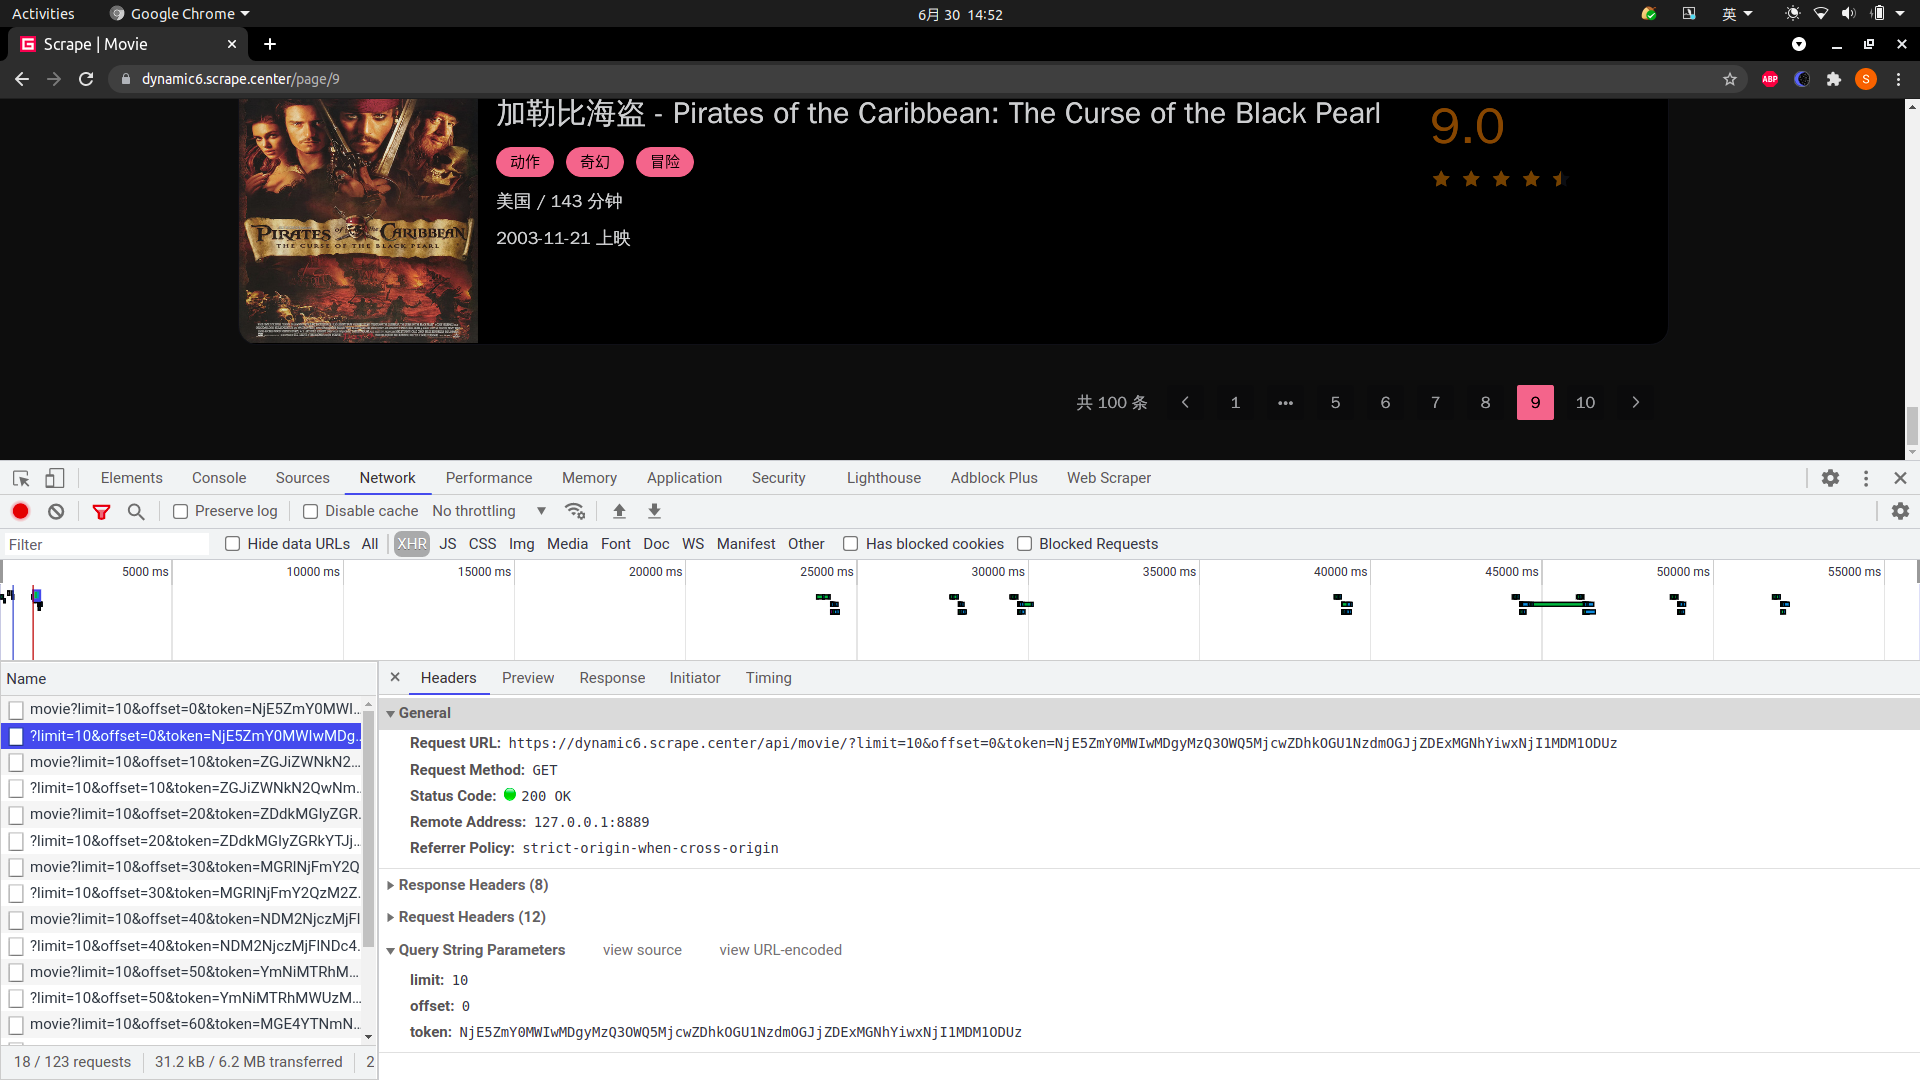 Activities
Google Chrome
6月 30 14:52
英
Scrape | Movie
dynamic6.scrape.center/page/9
ABP
S
加勒比海盗 - Pirates of the Caribbean: The Curse of the Black Pearl
9.0
动作 奇幻 冒险
美国 / 143 分钟
2003-11-21 上映
PIRATES of the CARIBBEAN
THE CURSE OF THE BLACK PEARL
共 100 条 1 ••• 5 6 7 8 9 10
Elements Console Sources Network Performance Memory Application Security Lighthouse Adblock Plus Web Scraper
Preserve log Disable cache No throttling
Filter Hide data URLs All XHR JS CSS Img Media Font Doc WS Manifest Other Has blocked cookies Blocked Requests
5000 ms 10000 ms 15000 ms 20000 ms 25000 ms 30000 ms 35000 ms 40000 ms 45000 ms 50000 ms 55000 ms
Name
movie?limit=10&offset=0&token=NjE5ZmY0MWI...
?limit=10&offset=0&token=NjE5ZmY0MWIwMDg...
movie?limit=10&offset=10&token=ZGJiZWNkN2...
?limit=10&offset=10&token=ZGJiZWNkN2QwNm...
movie?limit=10&offset=20&token=ZDdkMGIyZGR...
?limit=10&offset=20&token=ZDdkMGIyZGRkYTJj...
movie?limit=10&offset=30&token=MGRlNjFmY2Q
?limit=10&offset=30&token=MGRlNjFmY2QzM2Z...
movie?limit=10&offset=40&token=NDM2NjczMjFl
?limit=10&offset=40&token=NDM2NjczMjFlNDc4...
movie?limit=10&offset=50&token=YmNiMTRhM...
?limit=10&offset=50&token=YmNiMTRhMWUzM...
movie?limit=10&offset=60&token=MGE4YTNmN...
18 / 123 requests 31.2 kB / 6.2 MB transferred 2
Headers Preview Response Initiator Timing
General
Request URL: https://dynamic6.scrape.center/api/movie/?limit=10&offset=0&token=NjE5ZmY0MWIwMDgyMzQ3OWQ5MjcwZDhkOGU1NzdmOGJjZDExMGNhYiwxNjI1MDM1ODUz
Request Method: GET
Status Code: 200 OK
Remote Address: 127.0.0.1:8889
Referrer Policy: strict-origin-when-cross-origin
Response Headers (8)
Request Headers (12)
Query String Parameters view source view URL-encoded
limit: 10
offset: 0
token: NjE5ZmY0MWIwMDgyMzQ3OWQ5MjcwZDhkOGU1NzdmOGJjZDExMGNhYiwxNjI1MDM1ODUz